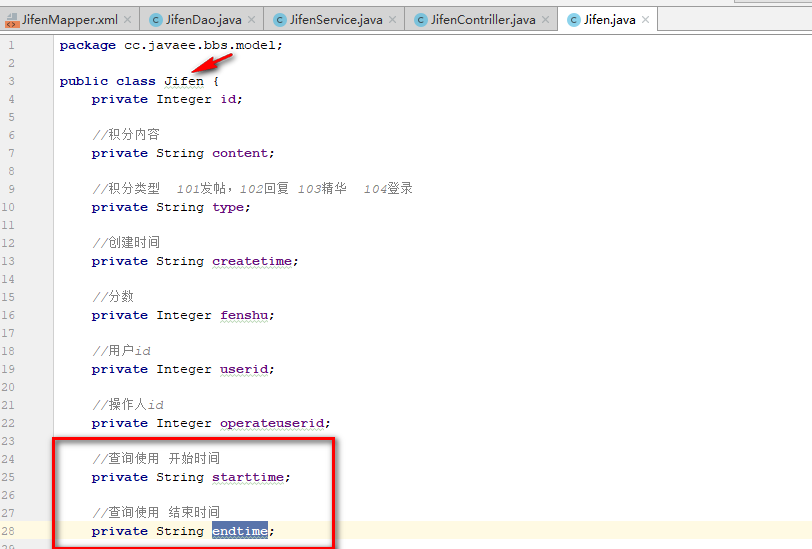 JifenMapper.xml JifenDao.java JifenService.java JifenContriller.java Jifen.java
1 package cc.javaee.bbs.model;
2
3 public class Jifen {
4 private Integer id;
5
6 //积分内容
7 private String content;
8
9 //积分类型 101发帖，102回复 103精华 104登录
10 private String type;
11
12 //创建时间
13 private String createtime;
14
15 //分数
16 private Integer fenshu;
17
18 //用户id
19 private Integer userid;
20
21 //操作人id
22 private Integer operateuserid;
23
24 //查询使用 开始时间
25 private String starttime;
26
27 //查询使用 结束时间
28 private String endtime;
29